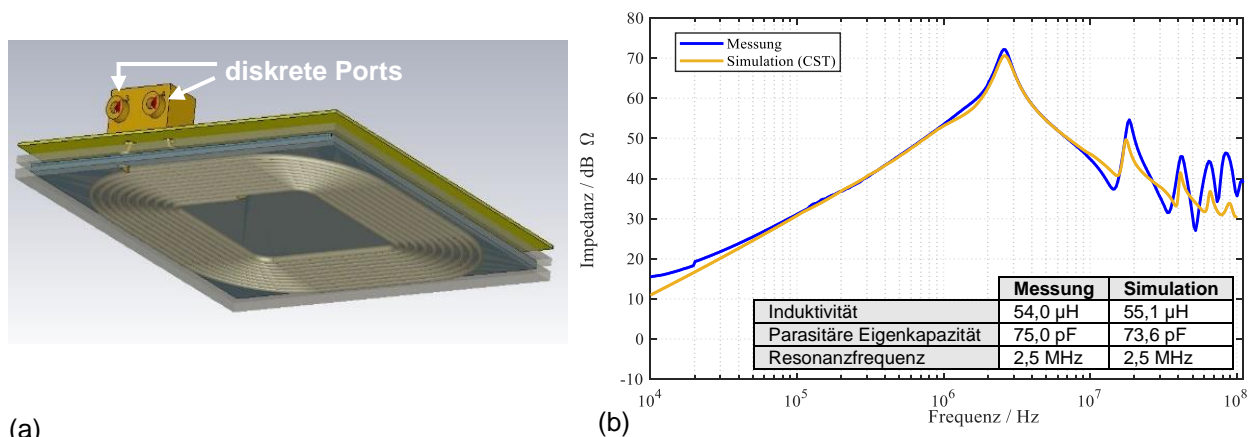 diskrete Ports
(a)
(b)
80
70
60
50
40
30
20
10
0
-10
Impedanz / dB Ω
Messung
Simulation (CST)
Messung Simulation
Induktivität 54,0 µH 55,1 µH
Parasitäre Eigenkapazität 75,0 pF 73,6 pF
Resonanzfrequenz 2,5 MHz 2,5 MHz
10⁴ 10⁵ 10⁶ 10⁷ 10⁸
Frequenz / Hz